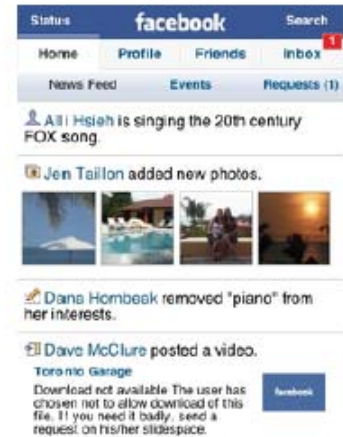 Status facebook Search
Home Profile Friends Inbox 1
News Feed Events Requests (1)
Alli Hsieh is singing the 20th century
FOX song.
Jen Taillon added new photos.
Dana Hornbeak removed "piano" from
her interests.
Dave McClure posted a video.
Toronto Garage
Download not available The user has
chosen not to allow download of this
file. If you need it badly, send a
request on his/her slidespace.
facebook